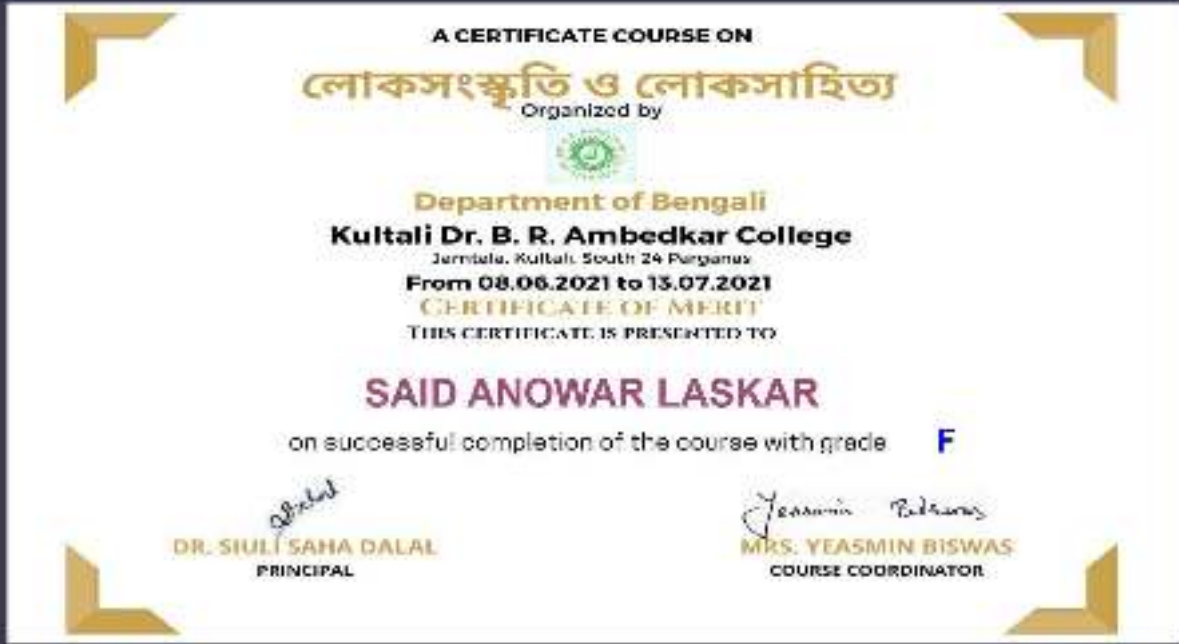 A CERTIFICATE COURSE ON
লোকসংস্কৃতি ও লোকসাহিত্য
Organized by
Department of Bengali
Kultali Dr. B. R. Ambedkar College
Jamtala, Kultali, South 24 Parganas
From 08.06.2021 to 13.07.2021
CERTIFICATE OF MERIT
THIS CERTIFICATE IS PRESENTED TO
SAID ANOWAR LASKAR
on successful completion of the course with grade F
Yeasmin Biswas
DR. SIULI SAHA DALAL
MRS. YEASMIN BISWAS
PRINCIPAL
COURSE COORDINATOR